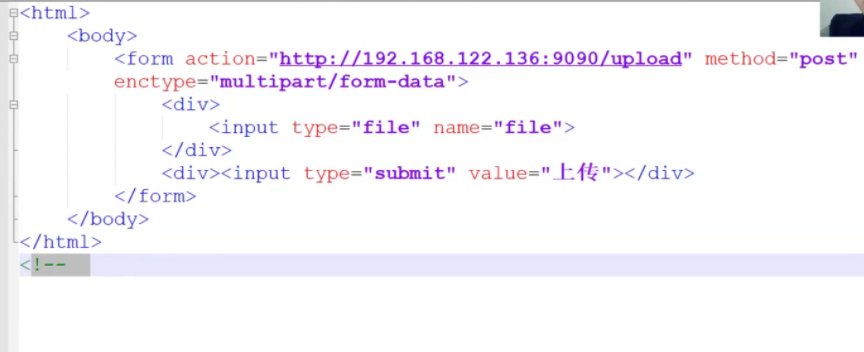 <html>
<body>
<form action="http://192.168.122.136:9090/upload" method="post"
enctype="multipart/form-data">
<div>
<input type="file" name="file">
</div>
<div><input type="submit" value="上传"></div>
</form>
</body>
</html>
<!--